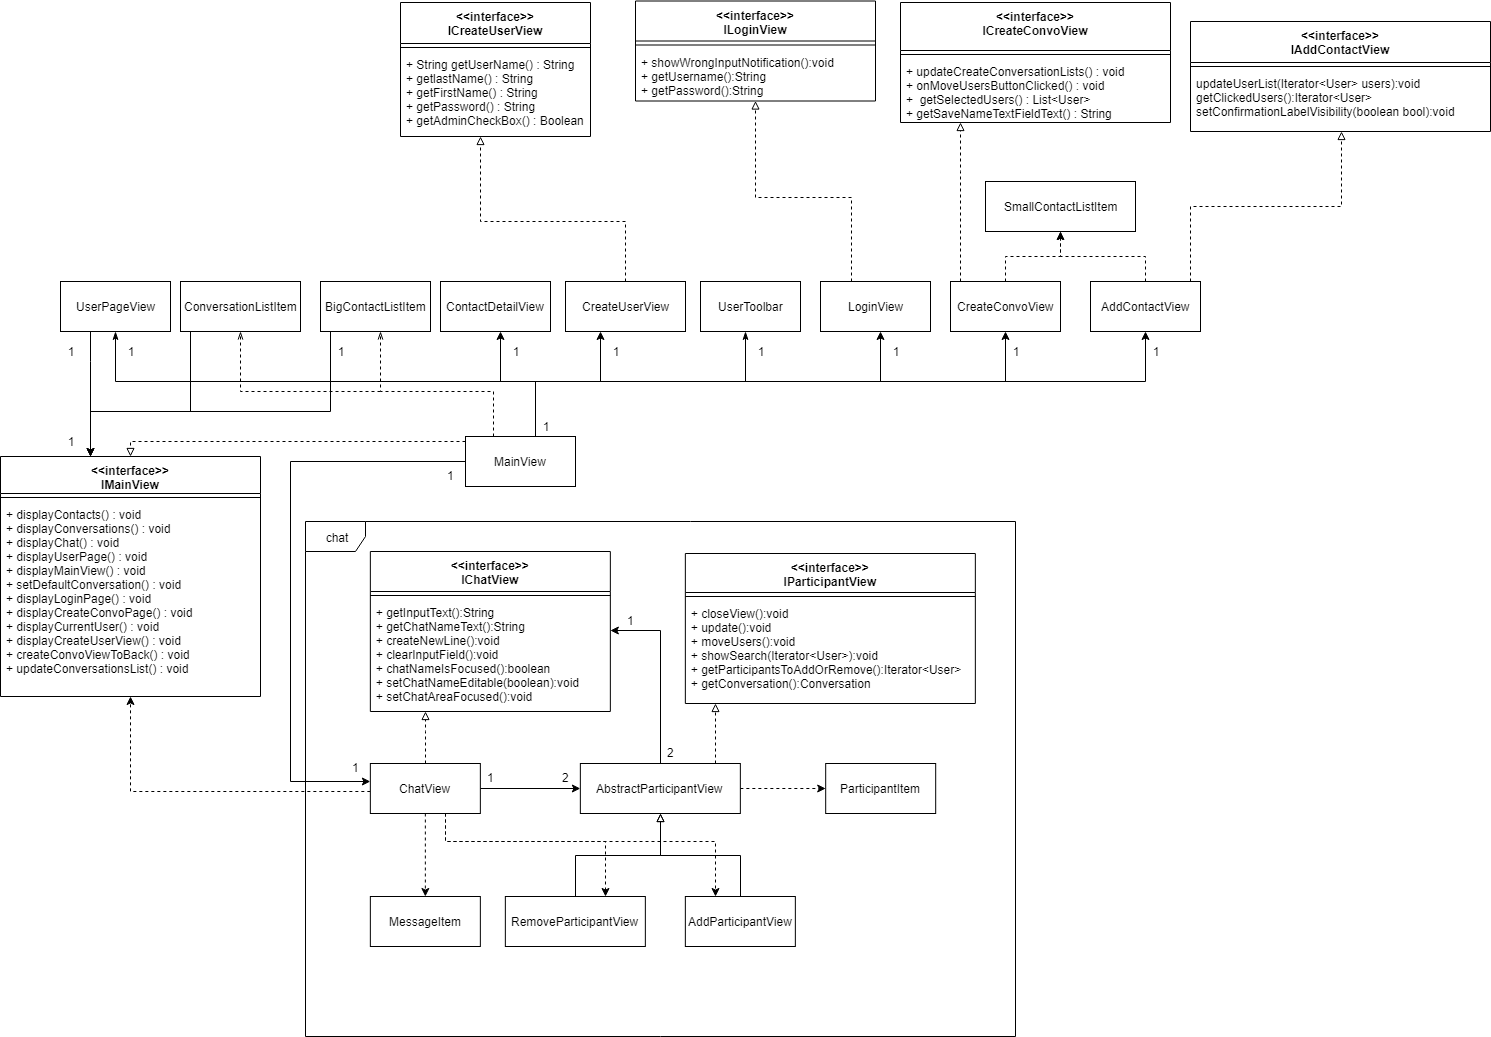 <<interface>>
ICreateUserView
+ String getUserName() : String
+ getlastName() : String
+ getFirstName() : String
+ getPassword() : String
+ getAdminCheckBox() : Boolean
<<interface>>
ILoginView
+ showWrongInputNotification():void
+ getUsername():String
+ getPassword():String
<<interface>>
ICreateConvoView
+ updateCreateConversationLists() : void
+ onMoveUsersButtonClicked() : void
+  getSelectedUsers() : List<User>
+ getSaveNameTextFieldText() : String
<<interface>>
IAddContactView
updateUserList(Iterator<User> users):void
getClickedUsers():Iterator<User>
setConfirmationLabelVisibility(boolean bool):void
SmallContactListItem
UserPageView
ConversationListItem
BigContactListItem
ContactDetailView
CreateUserView
UserToolbar
LoginView
CreateConvoView
AddContactView
1
1
1
1
1
1
1
1
1
1
1
MainView
1
<<interface>>
IMainView
+ displayContacts() : void
+ displayConversations() : void
+ displayChat() : void
+ displayUserPage() : void
+ displayMainView() : void
+ setDefaultConversation() : void
+ displayLoginPage() : void
+ displayCreateConvoPage() : void
+ displayCurrentUser() : void
+ displayCreateUserView() : void
+ createConvoViewToBack() : void
+ updateConversationsList() : void
chat
<<interface>>
IChatView
+ getInputText():String
+ getChatNameText():String
+ createNewLine():void
+ clearInputField():void
+ chatNameIsFocused():boolean
+ setChatNameEditable(boolean):void
+ setChatAreaFocused():void
1
<<interface>>
IParticipantView
+ closeView():void
+ update():void
+ moveUsers():void
+ showSearch(Iterator<User>):void
+ getParticipantsToAddOrRemove():Iterator<User>
+ getConversation():Conversation
2
1
ChatView
1
2
AbstractParticipantView
ParticipantItem
MessageItem
RemoveParticipantView
AddParticipantView